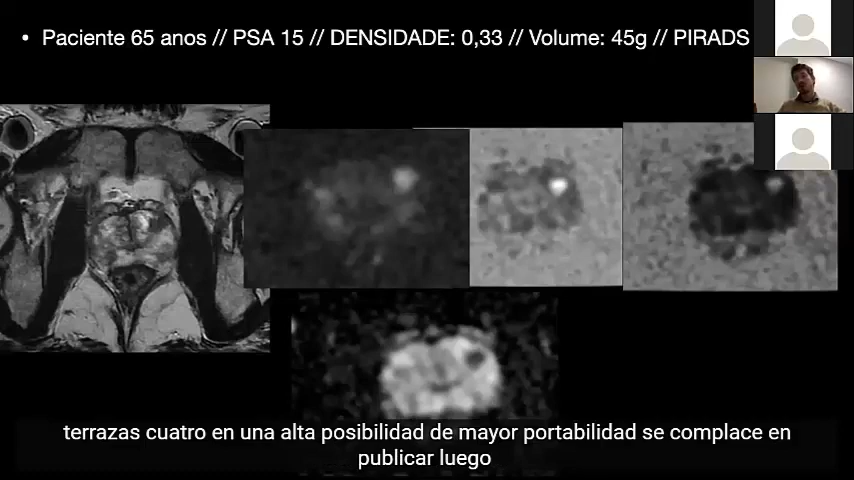 • Paciente 65 anos // PSA 15 // DENSIDADE: 0,33 // Volume: 45g // PIRADS
terrazas cuatro en una alta posibilidad de mayor portabilidad se complace en
publicar luego